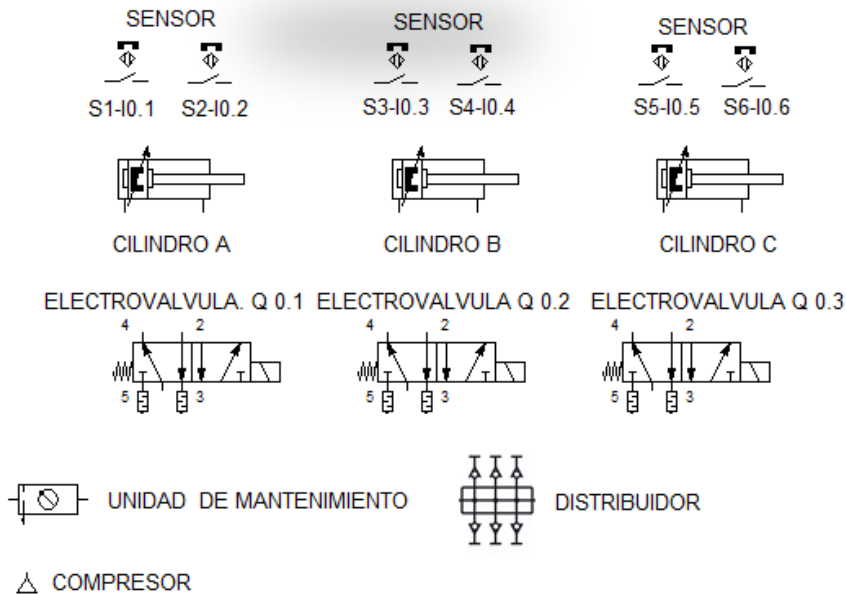 SENSOR SENSOR SENSOR
S1-I0.1 S2-I0.2 S3-I0.3 S4-I0.4 S5-I0.5 S6-I0.6
CILINDRO A CILINDRO B CILINDRO C
ELECTROVALVULA. Q 0.1 ELECTROVALVULA Q 0.2 ELECTROVALVULA Q 0.3
4 2 4 2 4 2
5 3 5 3 5 3
UNIDAD DE MANTENIMIENTO DISTRIBUIDOR
COMPRESOR